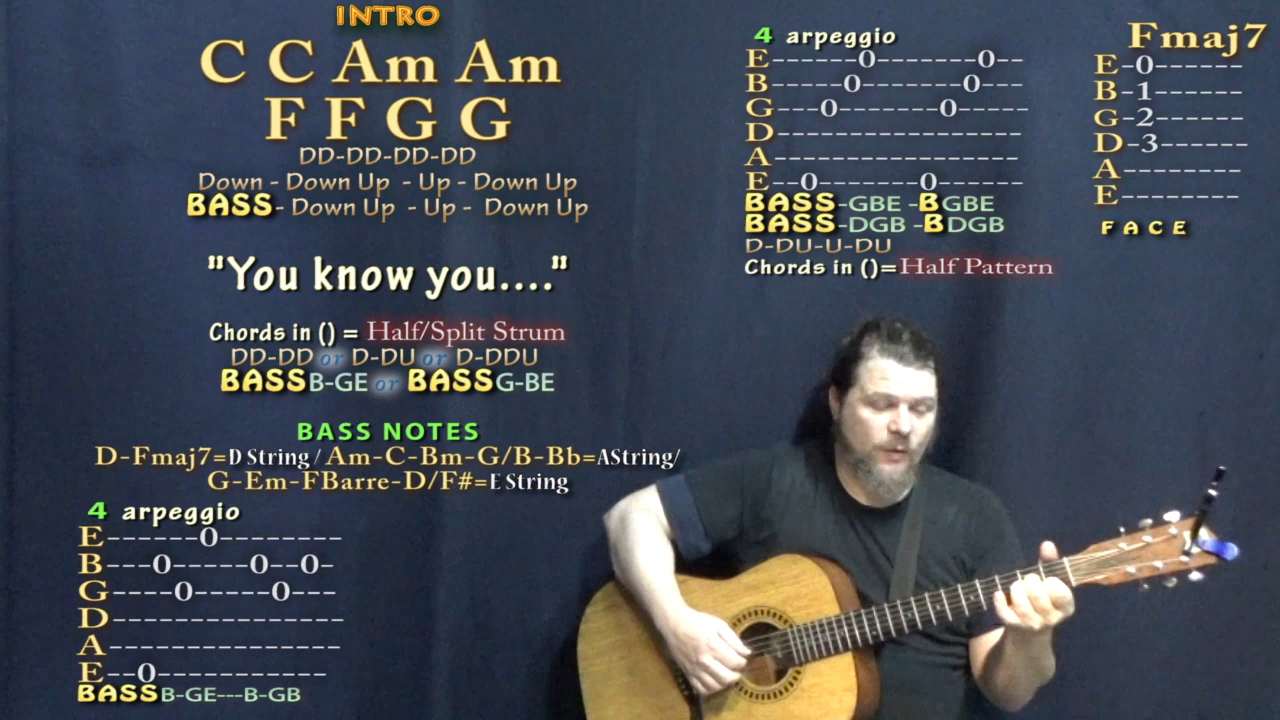 INTRO
C C Am Am
F F G G
DD-DD-DD-DD
Down - Down Up - Up - Down Up
BASS - Down Up - Up - Down Up
"You know you...."
Chords in () = Half/Split Strum
DD-DD or D-DU or D-DDU
BASS B-GE or BASS G-BE
BASS NOTES
D-Fmaj7=D String / Am-C-Bm-G/B-Bb=AString/
G-Em-FBarre-D/F#=E String
4 arpeggio
E------0--------
B---0-----0--0-
G----0-----0---
D---------------
A---------------
E--0-----------
BASS B-GE---B-GB
4 arpeggio
E------0-------0--
B-----0-------0---
G---0-------0-----
D-----------------
A-----------------
E--0-------0------
BASS-GBE -BGBE
BASS-DGB -BDGB
D-DU-U-DU
Chords in ()=Half Pattern
Fmaj7
E-0------
B-1------
G-2------
D-3------
A--------
E--------
F A C E